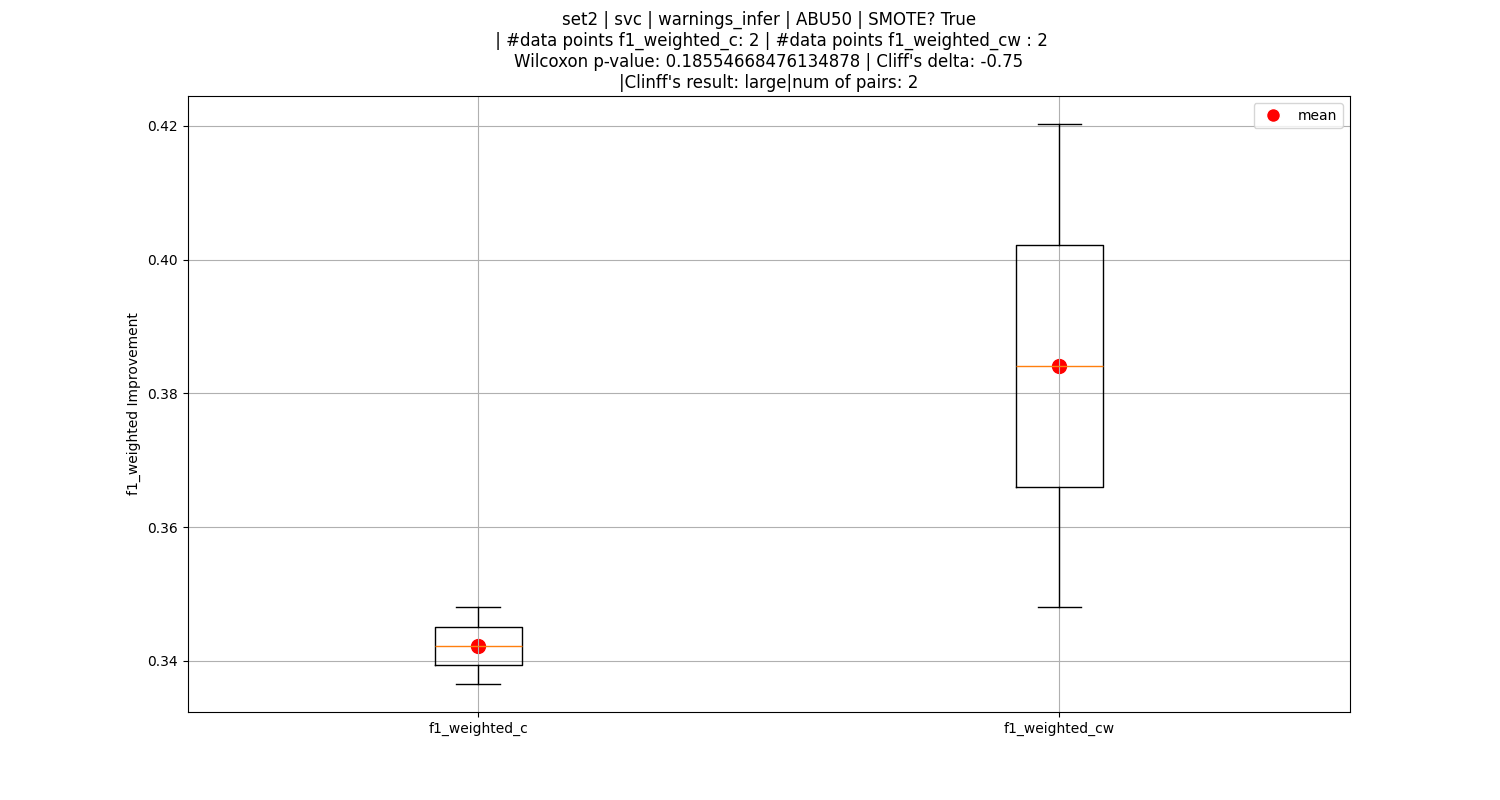 set2 | svc | warnings_infer | ABU50 | SMOTE? True
| #data points f1_weighted_c: 2 | #data points f1_weighted_cw : 2
Wilcoxon p-value: 0.18554668476134878 | Cliff's delta: -0.75
|Clinff's result: large|num of pairs: 2
mean
0.42
0.40
0.38
0.36
0.34
f1_weighted Improvement
f1_weighted_c
f1_weighted_cw